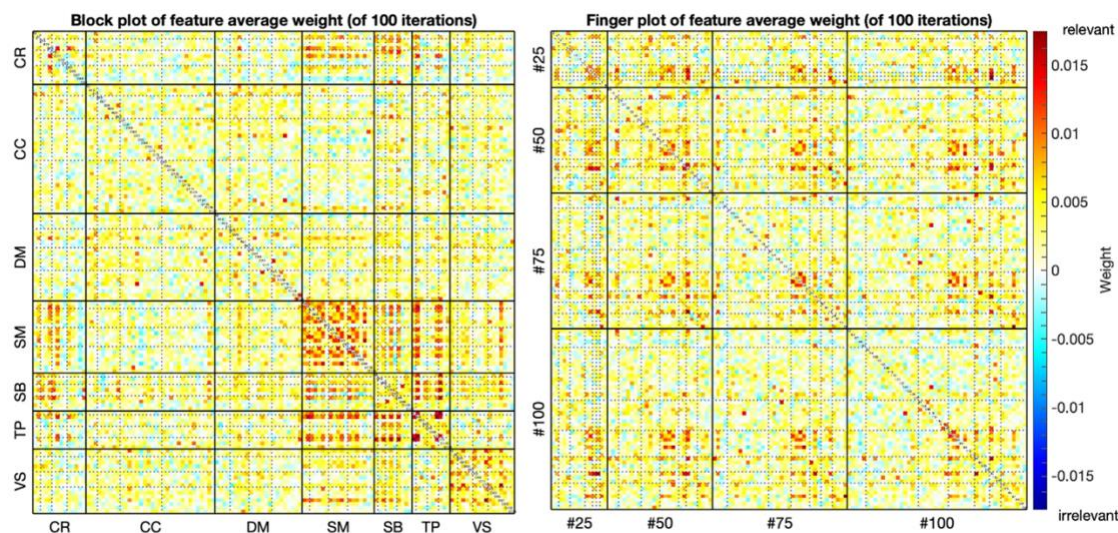 Block plot of feature average weight (of 100 iterations)
CR
CC
DM
SM
SB
TP
VS
CR CC DM SM SB TP VS
Finger plot of feature average weight (of 100 iterations)
#25
#50
#75
#100
#25 #50 #75 #100
relevant
0.015
0.01
0.005
0
-0.005
-0.01
-0.015
irrelevant
Weight